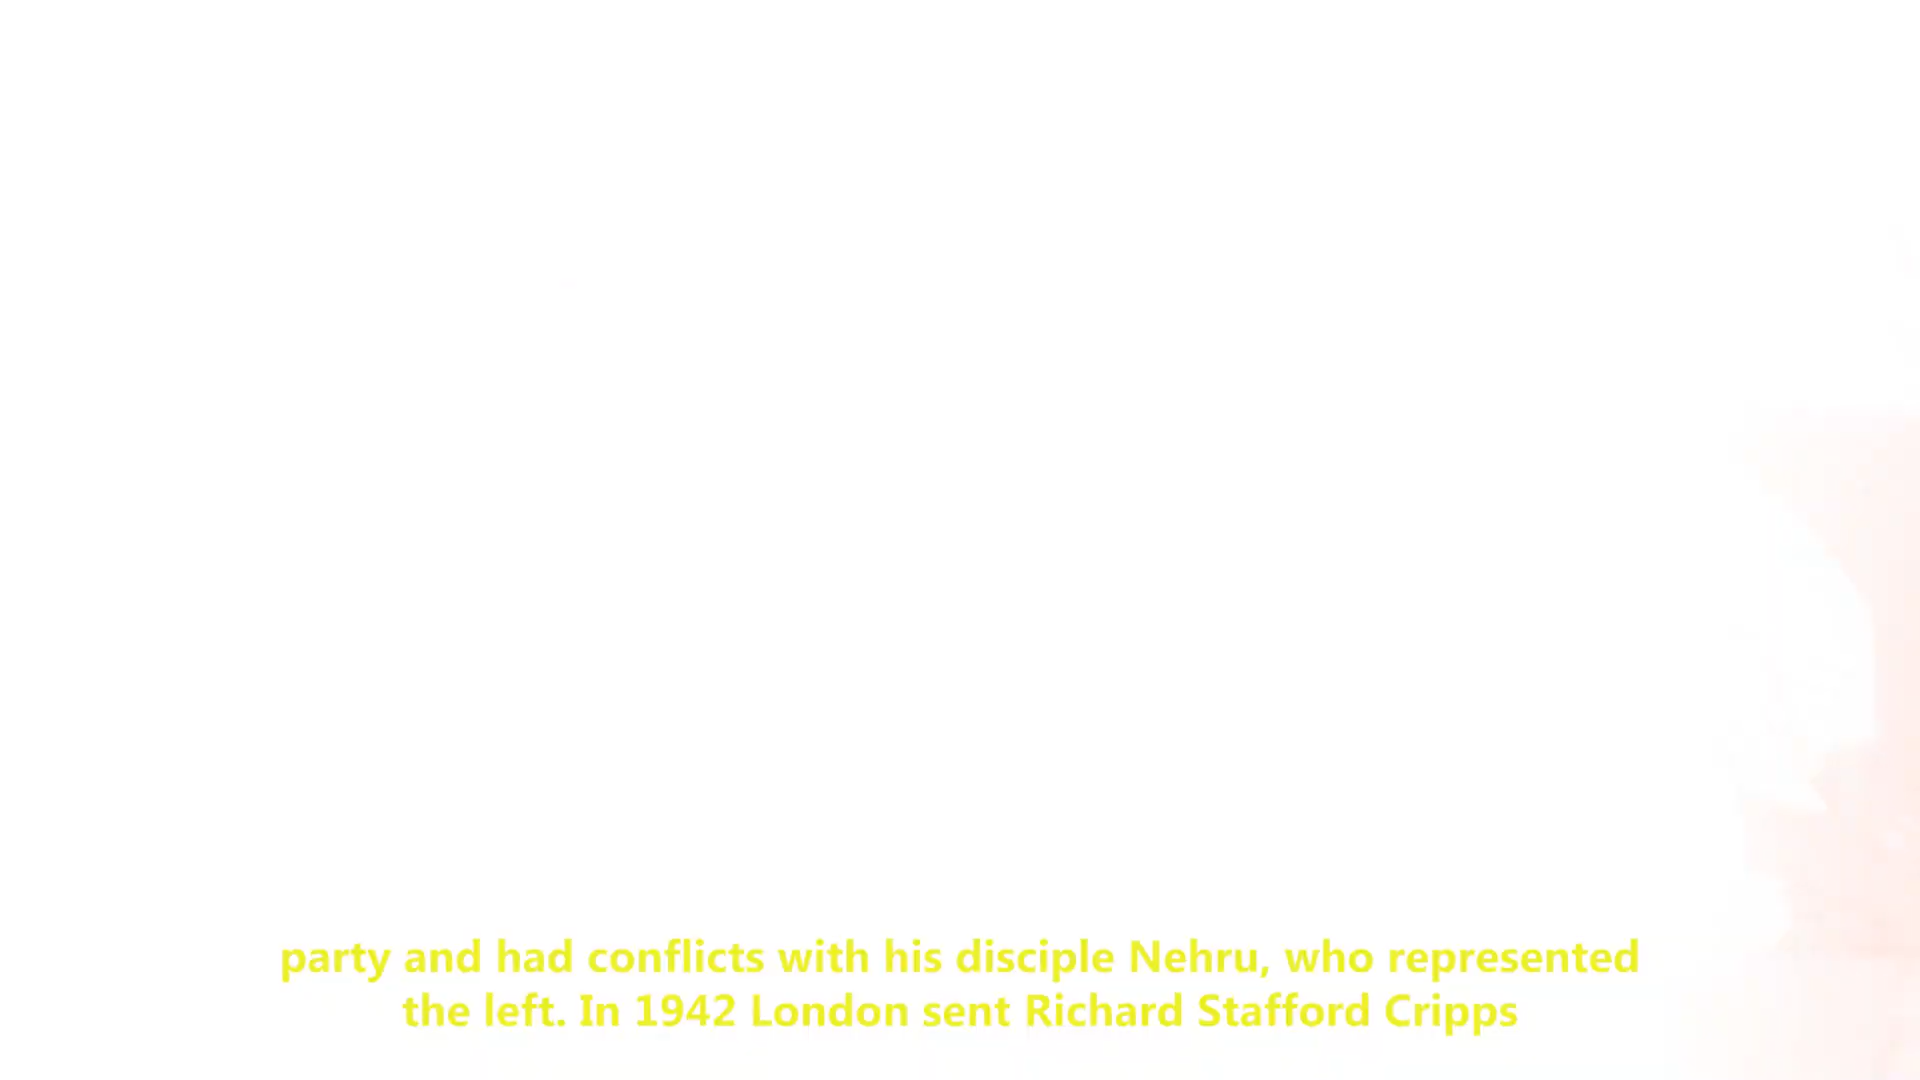 party and had conflicts with his disciple Nehru, who represented
the left. In 1942 London sent Richard Stafford Cripps